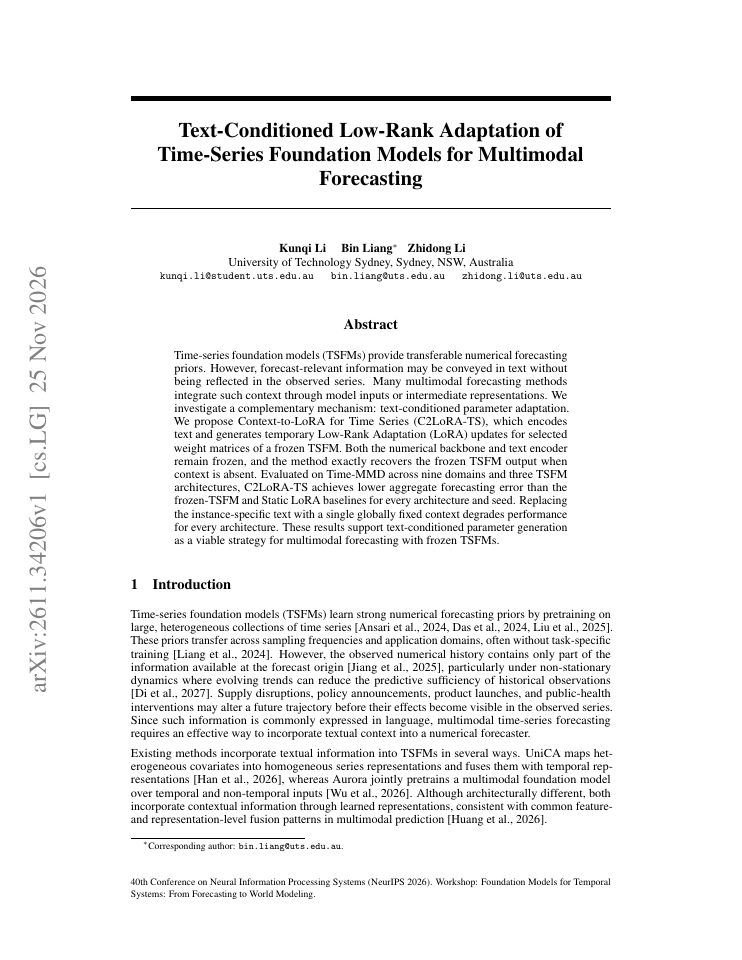 arXiv:2611.34206v1 [cs.LG] 25 Nov 2026
Text-Conditioned Low-Rank Adaptation of
Time-Series Foundation Models for Multimodal
Forecasting
Kunqi Li Bin Liang* Zhidong Li
University of Technology Sydney, Sydney, NSW, Australia
kunqi.li@student.uts.edu.au bin.liang@uts.edu.au zhidong.li@uts.edu.au
Abstract
Time-series foundation models (TSFMs) provide transferable numerical forecasting
priors. However, forecast-relevant information may be conveyed in text without
being reflected in the observed series. Many multimodal forecasting methods
integrate such context through model inputs or intermediate representations. We
investigate a complementary mechanism: text-conditioned parameter adaptation.
We propose Context-to-LoRA for Time Series (C2LoRA-TS), which encodes
text and generates temporary Low-Rank Adaptation (LoRA) updates for selected
weight matrices of a frozen TSFM. Both the numerical backbone and text encoder
remain frozen, and the method exactly recovers the frozen TSFM output when
context is absent. Evaluated on Time-MMD across nine domains and three TSFM
architectures, C2LoRA-TS achieves lower aggregate forecasting error than the
frozen-TSFM and Static LoRA baselines for every architecture and seed. Replacing
the instance-specific text with a single globally fixed context degrades performance
for every architecture. These results support text-conditioned parameter generation
as a viable strategy for multimodal forecasting with frozen TSFMs.
1 Introduction
Time-series foundation models (TSFMs) learn strong numerical forecasting priors by pretraining on
large, heterogeneous collections of time series [Ansari et al., 2024, Das et al., 2024, Liu et al., 2025].
These priors transfer across sampling frequencies and application domains, often without task-specific
training [Liang et al., 2024]. However, the observed numerical history contains only part of the
information available at the forecast origin [Jiang et al., 2025], particularly under non-stationary
dynamics where evolving trends can reduce the predictive sufficiency of historical observations
[Di et al., 2027]. Supply disruptions, policy announcements, product launches, and public-health
interventions may alter a future trajectory before their effects become visible in the observed series.
Since such information is commonly expressed in language, multimodal time-series forecasting
requires an effective way to incorporate textual context into a numerical forecaster.
Existing methods incorporate textual information into TSFMs in several ways. UniCA maps het-
erogeneous covariates into homogeneous series representations and fuses them with temporal rep-
resentations [Han et al., 2026], whereas Aurora jointly pretrains a multimodal foundation model
over temporal and non-temporal inputs [Wu et al., 2026]. Although architecturally different, both
incorporate contextual information through learned representations, consistent with common feature-
and representation-level fusion patterns in multimodal prediction [Huang et al., 2026].
*Corresponding author: bin.liang@uts.edu.au.
40th Conference on Neural Information Processing Systems (NeurIPS 2026). Workshop: Foundation Models for Temporal
Systems: From Forecasting to World Modeling.